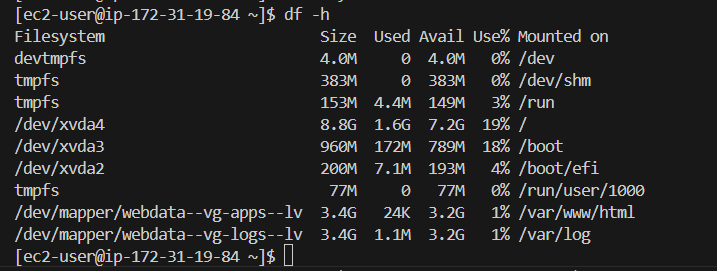 [ec2-user@ip-172-31-19-84 ~]$ df -h
Filesystem Size Used Avail Use% Mounted on
devtmpfs 4.0M 0 4.0M 0% /dev
tmpfs 383M 0 383M 0% /dev/shm
tmpfs 153M 4.4M 149M 3% /run
/dev/xvda4 8.8G 1.6G 7.2G 19% /
/dev/xvda3 960M 172M 789M 18% /boot
/dev/xvda2 200M 7.1M 193M 4% /boot/efi
tmpfs 77M 0 77M 0% /run/user/1000
/dev/mapper/webdata--vg-apps--lv 3.4G 24K 3.2G 1% /var/www/html
/dev/mapper/webdata--vg-logs--lv 3.4G 1.1M 3.2G 1% /var/log
[ec2-user@ip-172-31-19-84 ~]$